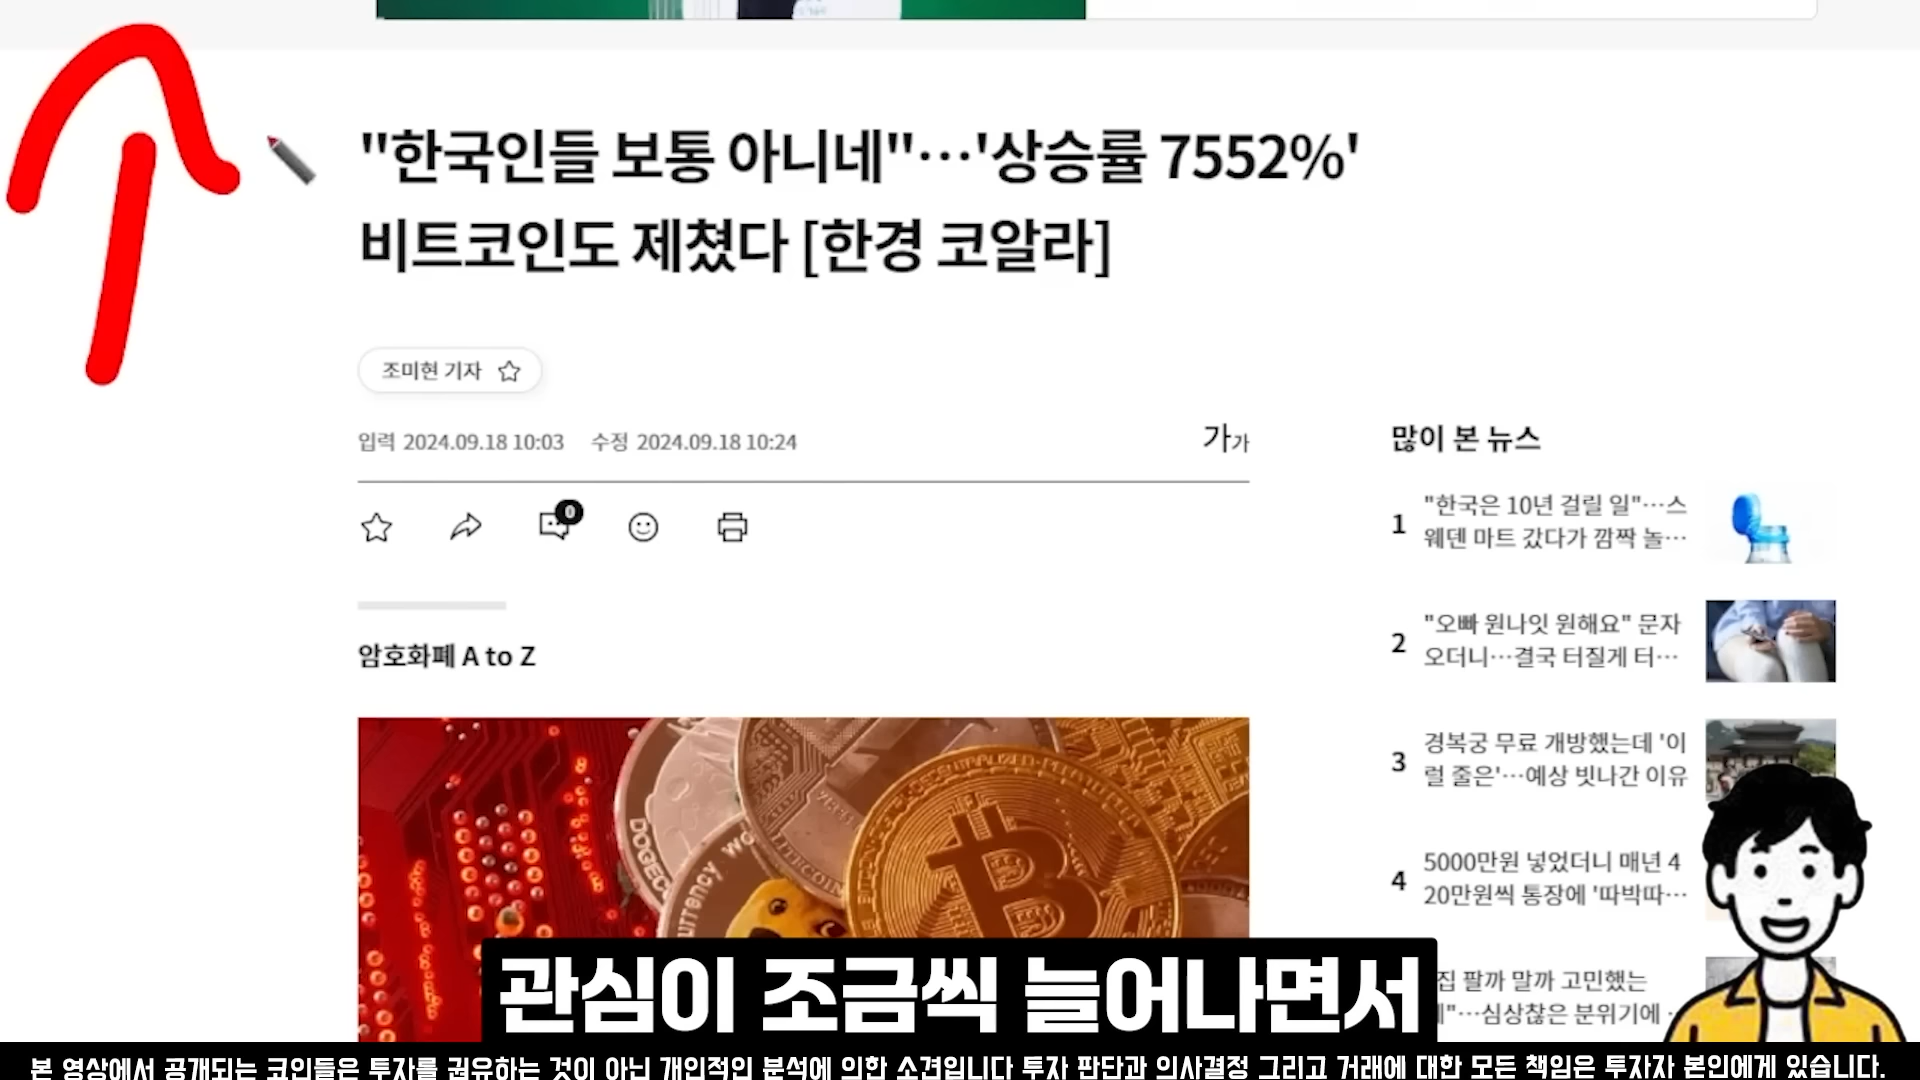 "한국인들 보통 아니네"…'상승률 7552%'
비트코인도 제쳤다 [한경 코알라]
조미현 기자
입력 2024.09.18 10:03 수정 2024.09.18 10:24
가가
0
암호화폐 A to Z
DOGEC
LITECOIN
많이 본 뉴스
1 "한국은 10년 걸릴 일"…스
웨덴 마트 갔다가 깜짝 놀…
2 "오빠 원나잇 원해요" 문자
오더니…결국 터질게 터…
3 경복궁 무료 개방했는데 '이
럴 줄은'…예상 빗나간 이유
4 5000만원 넣었더니 매년 4
20만원씩 통장에 '따박따…
집 팔까 말까 고민했는
"…심상찮은 분위기에
관심이 조금씩 늘어나면서
본 영상에서 공개되는 코인들은 투자를 권유하는 것이 아닌 개인적인 분석에 의한 소견입니다 투자 판단과 의사결정 그리고 거래에 대한 모든 책임은 투자자 본인에게 있습니다.